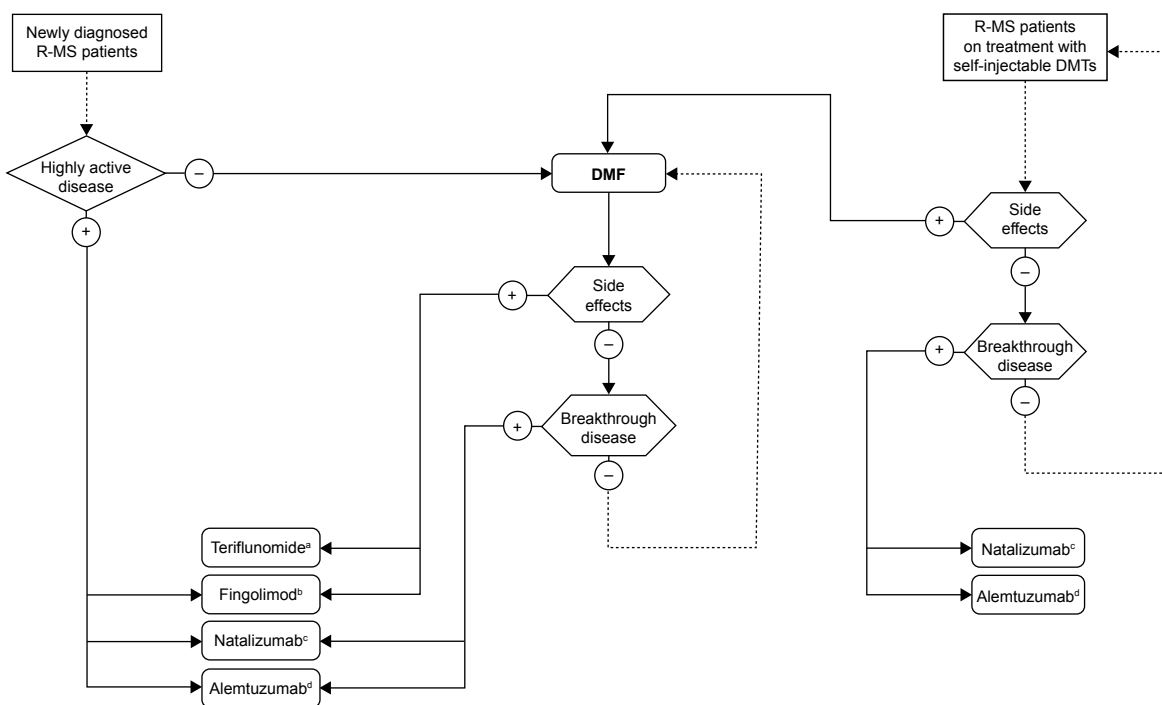 Newly diagnosed
R-MS patients
Highly active
disease
–
+
DMF
Side
effects
+
–
Breakthrough
disease
+
–
Teriflunomideᵃ
Fingolimodᵇ
Natalizumabᶜ
Alemtuzumabᵈ
R-MS patients
on treatment with
self-injectable DMTs
Side
effects
+
–
Breakthrough
disease
+
–
Natalizumabᶜ
Alemtuzumabᵈ